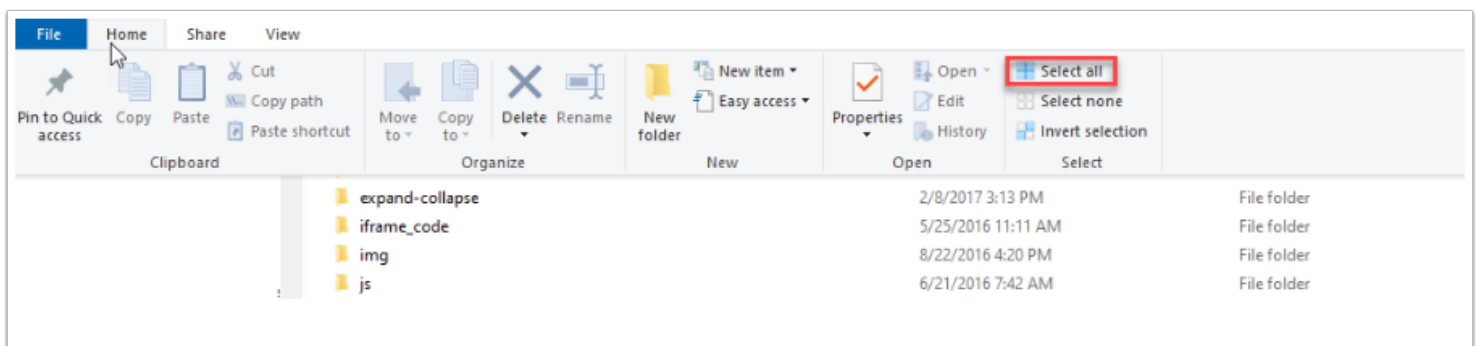 File Home Share View
Pin to Quick access
Copy
Paste
Cut
Copy path
Paste shortcut
Clipboard
Move to
Copy to
Delete
Rename
Organize
New folder
New item
Easy access
New
Properties
Open
Edit
History
Open
Select all
Select none
Invert selection
Select
expand-collapse 2/8/2017 3:13 PM File folder
iframe_code 5/25/2016 11:11 AM File folder
img 8/22/2016 4:20 PM File folder
js 6/21/2016 7:42 AM File folder